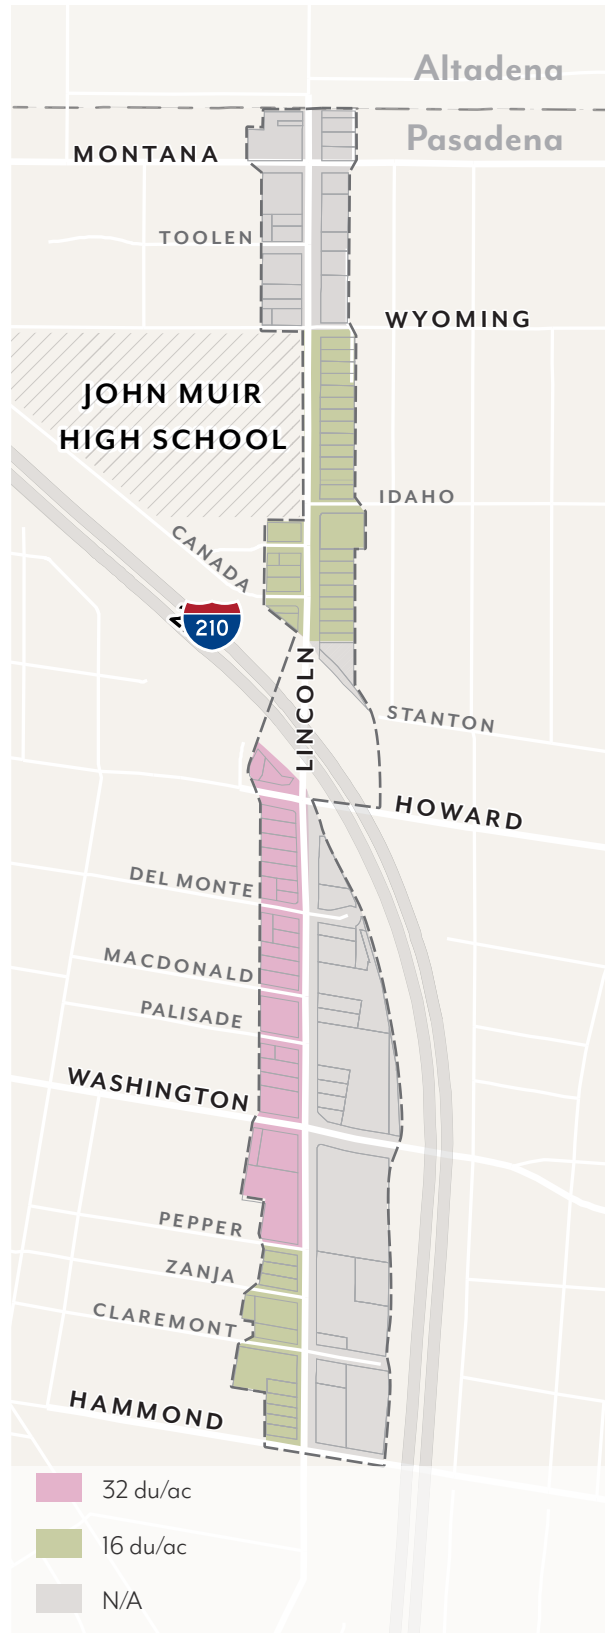 Altadena
Pasadena
MONTANA
TOOLEN
WYOMING
JOHN MUIR
HIGH SCHOOL
IDAHO
CANADA
210
LINCOLN
STANTON
HOWARD
DEL MONTE
MACDONALD
PALISADE
WASHINGTON
PEPPER
ZANJA
CLAREMONT
HAMMOND
32 du/ac
16 du/ac
N/A